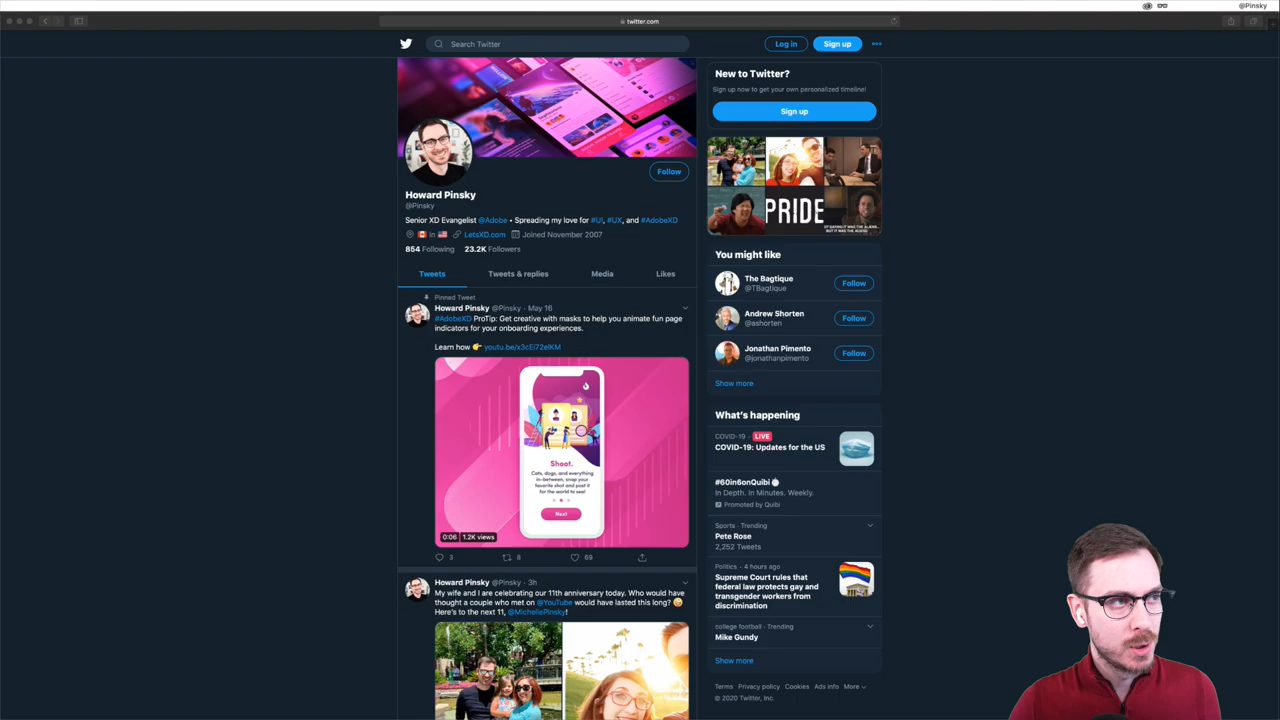 @Pinsky
twitter.com
Search Twitter
Log in
Sign up
Follow
Howard Pinsky
@Pinsky
Senior XD Evangelist @Adobe • Spreading my love for #UI, #UX, and #AdobeXD
in
LetsXD.com
Joined November 2007
854 Following
23.2K Followers
Tweets
Tweets & replies
Media
Likes
Pinned Tweet
Howard Pinsky @Pinsky · May 16
#AdobeXD ProTip: Get creative with masks to help you animate fun page
indicators for your onboarding experiences.
Learn how 👉 youtu.be/x3cEi72elKM
Shoot.
Cats, dogs, and everything
in-between, snap your
favorite shot and post it
for the world to see!
Next
0:06 | 1.2K views
3
8
69
Howard Pinsky @Pinsky · 3h
My wife and I are celebrating our 11th anniversary today. Who would have
thought a couple who met on @YouTube would have lasted this long? 🤪
Here's to the next 11, @MichellePinsky!
New to Twitter?
Sign up now to get your own personalized timeline!
Sign up
PRIDE
You might like
The Bagtique
@TBagtique
Follow
Andrew Shorten
@ashorten
Follow
Jonathan Pimento
@jonathanpimento
Follow
Show more
What's happening
COVID-19 · LIVE
COVID-19: Updates for the US
#60in6onQuibi
In Depth. In Minutes. Weekly.
Promoted by Quibi
Sports · Trending
Pete Rose
2,252 Tweets
Politics · 4 hours ago
Supreme Court rules that
federal law protects gay and
transgender workers from
discrimination
college football · Trending
Mike Gundy
Show more
Terms Privacy policy Cookies Ads info More
© 2020 Twitter, Inc.